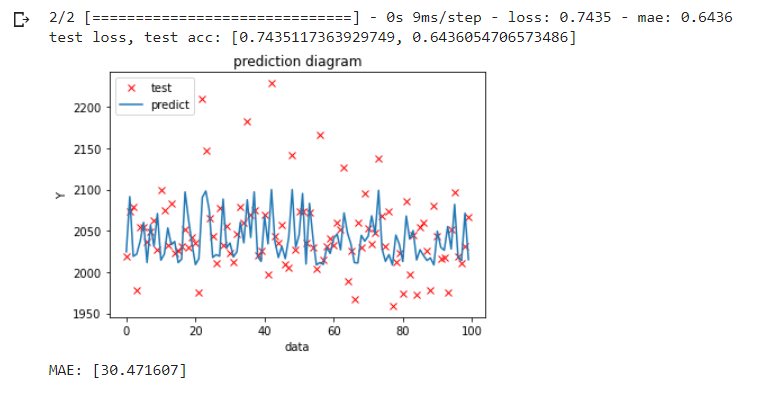 2/2 [==============================] - 0s 9ms/step - loss: 0.7435 - mae: 0.6436
test loss, test acc: [0.7435117363929749, 0.6436054706573486]
prediction diagram
test
predict
2200
2150
2100
2050
2000
1950
Y
0 20 40 60 80 100
data
MAE: [30.471607]